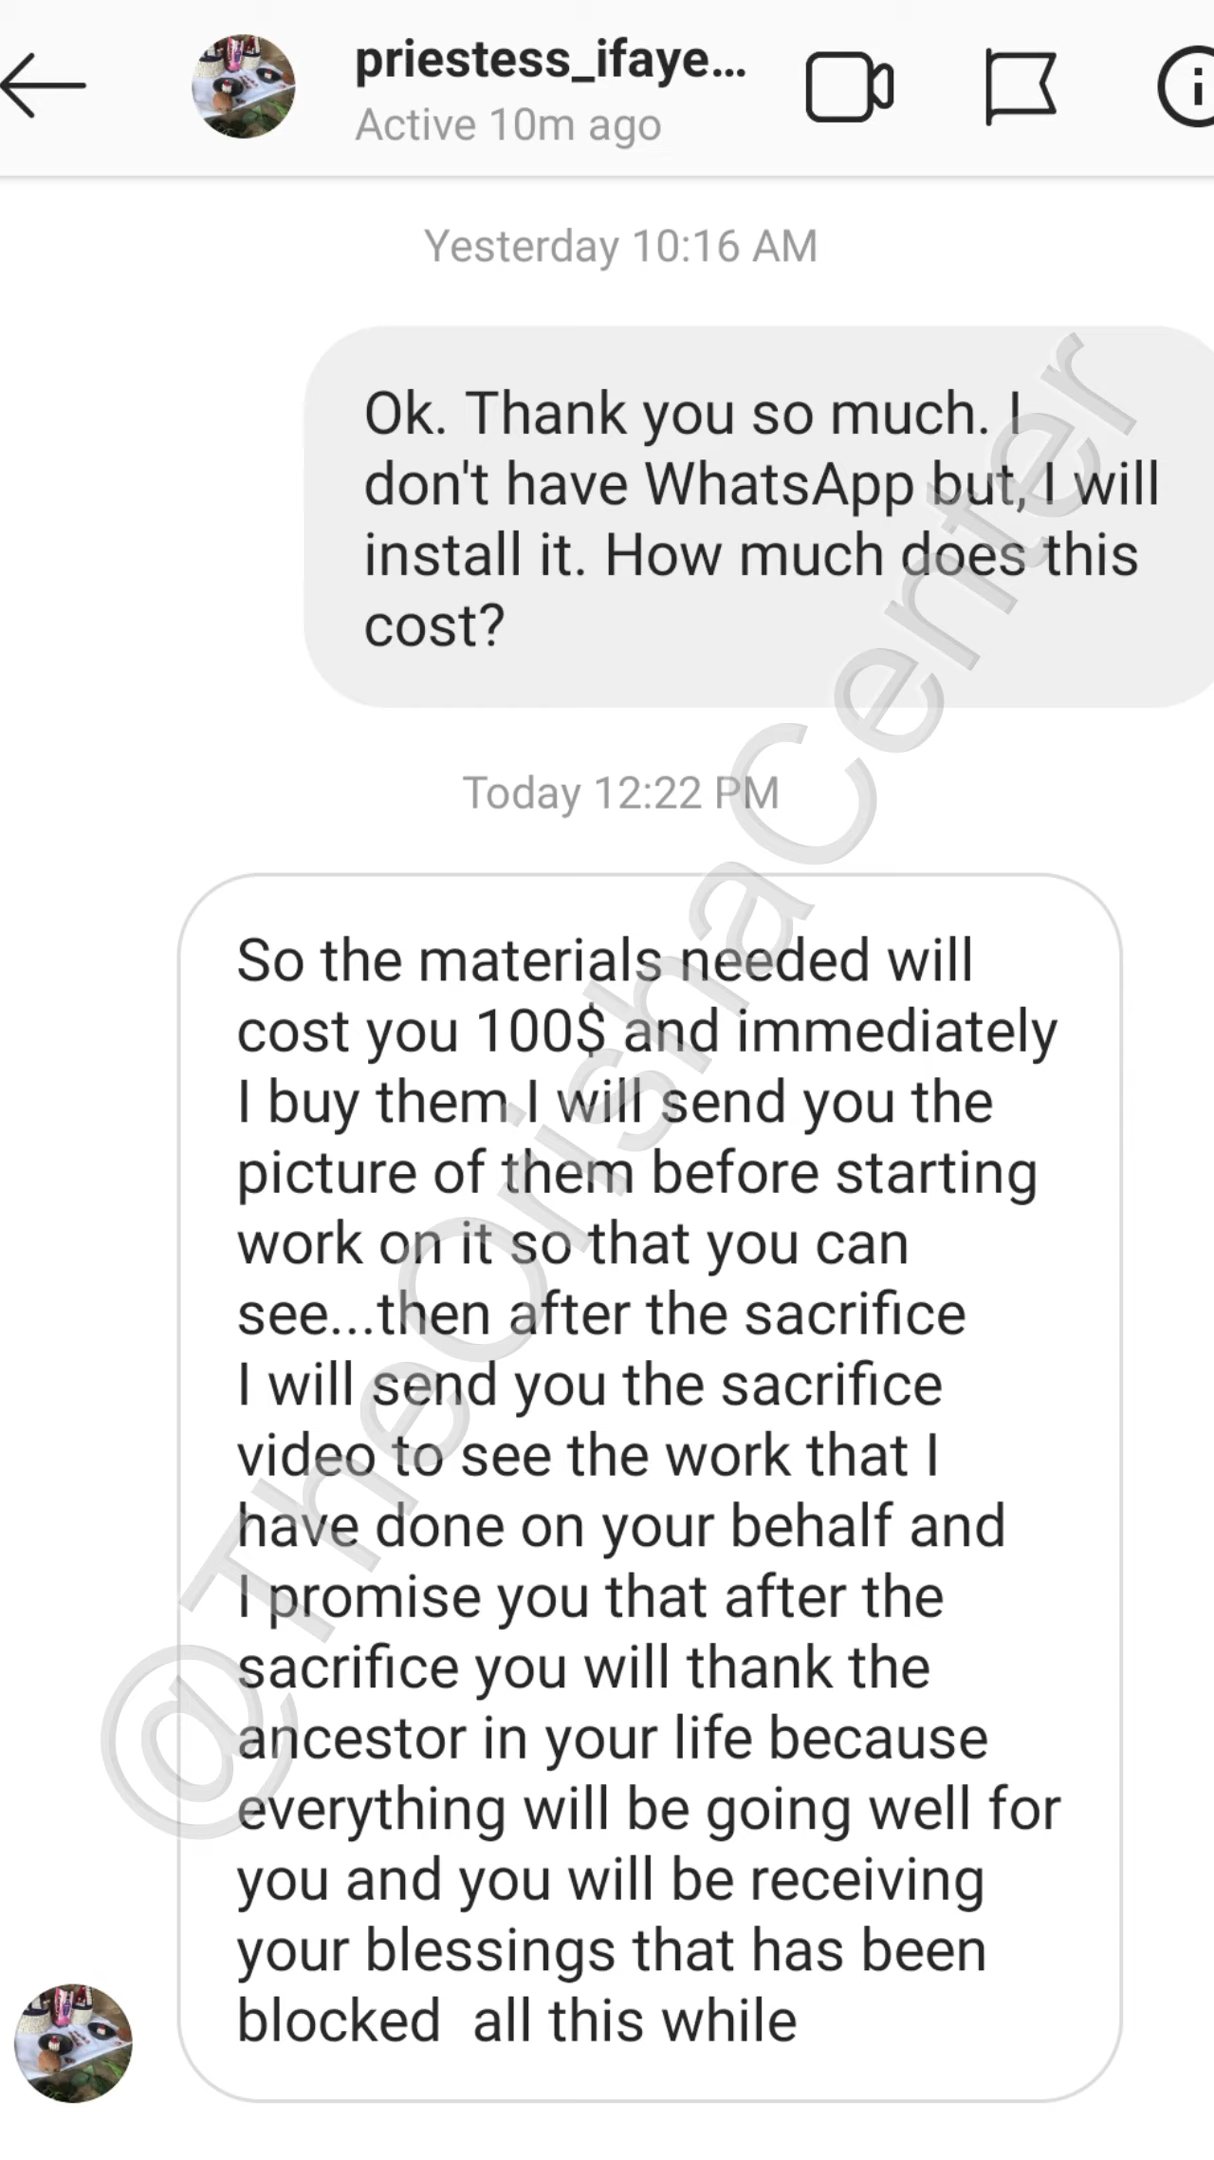 priestess_ifaye...
Active 10m ago
Yesterday 10:16 AM
Ok. Thank you so much. I
don't have WhatsApp but, I will
install it. How much does this
cost?
Today 12:22 PM
So the materials needed will
cost you 100$ and immediately
I buy them I will send you the
picture of them before starting
work on it so that you can
see...then after the sacrifice
I will send you the sacrifice
video to see the work that I
have done on your behalf and
I promise you that after the
sacrifice you will thank the
ancestor in your life because
everything will be going well for
you and you will be receiving
your blessings that has been
blocked  all this while
@TheOrishaCenter